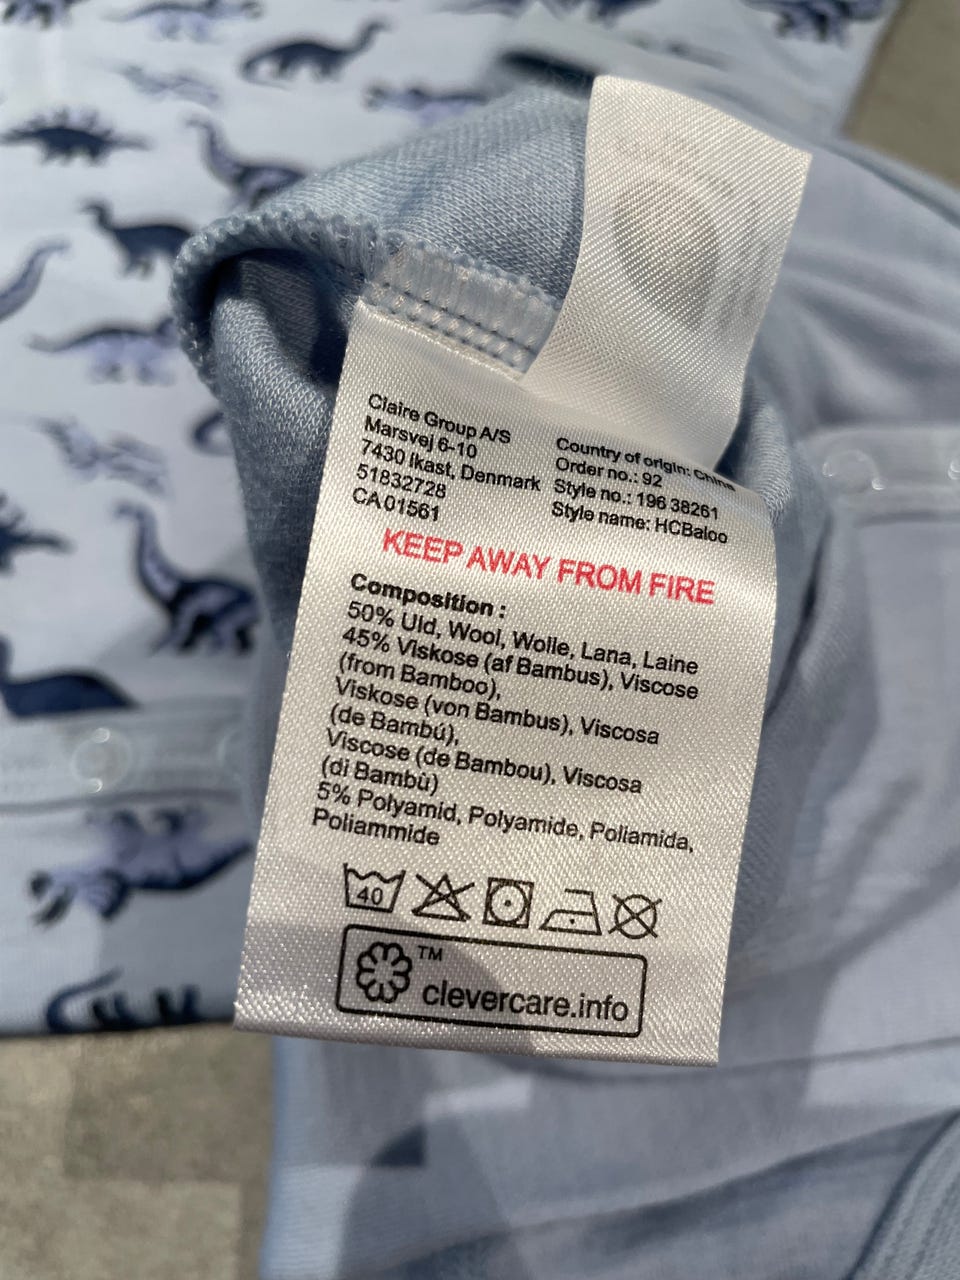 Claire Group A/S
Marsvej 6-10
7430 Ikast, Denmark
51832728
CA 01561
Country of origin: China
Order no.: 92
Style no.: 196 38261
Style name: HCBaloo
KEEP AWAY FROM FIRE
Composition :
50% Uld, Wool, Wolle, Lana, Laine
45% Viskose (af Bambus), Viscose
(from Bamboo),
Viskose (von Bambus), Viscosa
(de Bambú),
Viscose (de Bambou), Viscosa
(di Bambù)
5% Polyamid, Polyamide, Poliamida,
Poliammide
40
TM
clevercare.info